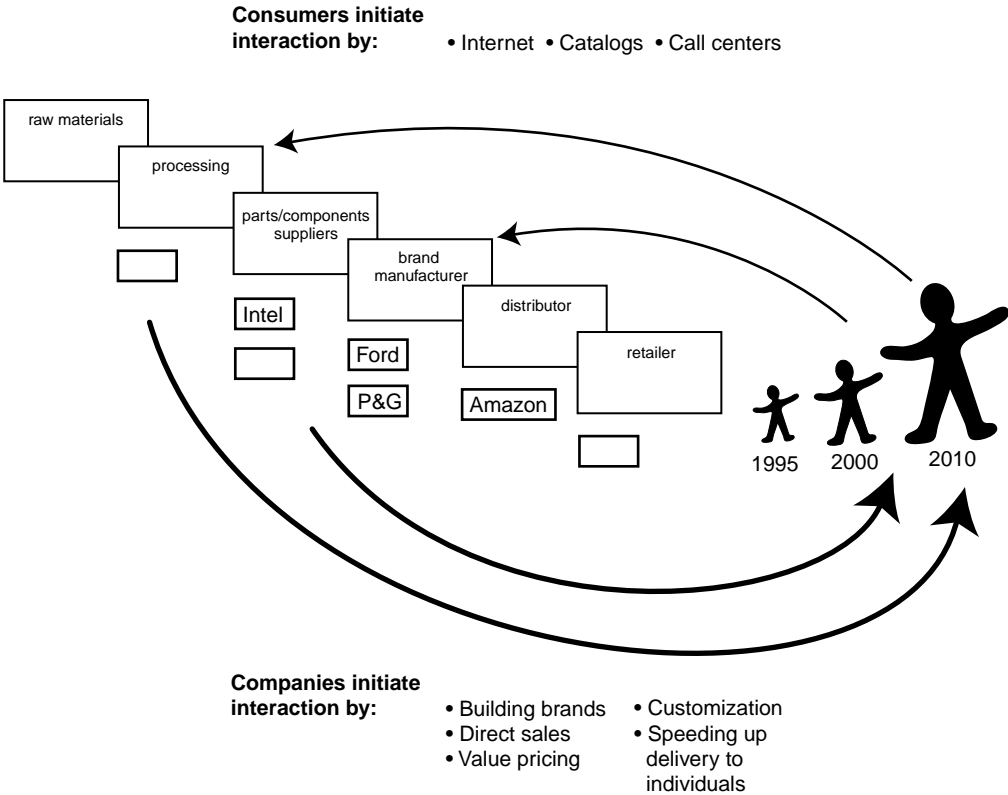 Consumers initiate
interaction by:
• Internet • Catalogs • Call centers
raw materials
processing
parts/components
suppliers
brand
manufacturer
distributor
retailer
Intel
Ford
P&G
Amazon
1995
2000
2010
Companies initiate
interaction by:
• Building brands
• Direct sales
• Value pricing
• Customization
• Speeding up
delivery to
individuals